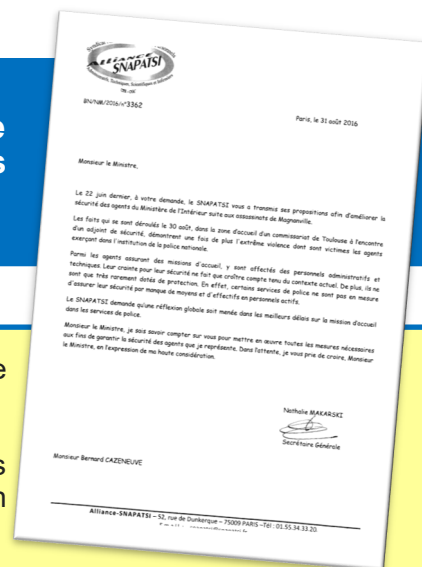 ALLIANCE
SNAPATSI
BN/NM/2016/n°3362
Paris, le 31 août 2016
Monsieur le Ministre,
Le 22 juin dernier, à votre demande, le SNAPATSI vous a transmis ses propositions afin d'améliorer la
sécurité des agents du Ministère de l'Intérieur suite aux assassinats de Magnanville.
Les faits qui se sont déroulés le 30 août, dans la zone d'accueil d'un commissariat de Toulouse à l'encontre
d'un adjoint de sécurité, démontrent une fois de plus l'extrême violence dont sont victimes les agents
exerçant dans l'institution de la police nationale.
Parmi les agents assurant des missions d'accueil, y sont affectés des personnels administratifs et
techniques. Leur crainte pour leur sécurité ne fait que croître compte tenu du contexte actuel. De plus, ils ne
sont que très rarement dotés de protection. En effet, certains services de police ne sont pas en mesure
d'assurer leur sécurité par manque de moyens et d'effectifs en personnels actifs.
Le SNAPATSI demande qu'une réflexion globale soit menée dans les meilleurs délais sur la mission d'accueil
dans les services de police.
Monsieur le Ministre, je sais savoir compter sur vous pour mettre en œuvre toutes les mesures nécessaires
aux fins de garantir la sécurité des agents que je représente. Dans l'attente, je vous prie de croire, Monsieur
le Ministre, en l'expression de ma haute considération.
Nathalie MAKARSKI
Secrétaire Générale
Monsieur Bernard CAZENEUVE
Alliance-SNAPATSI – 52, rue de Dunkerque – 75009 PARIS –Tél : 01.55.34.33.20.
e
s
e
s
n